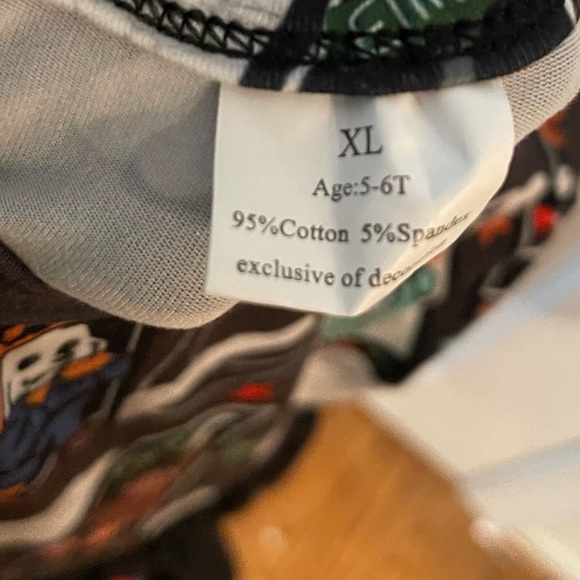 XL
Age:5-6T
95%Cotton 5%Spandex
exclusive of